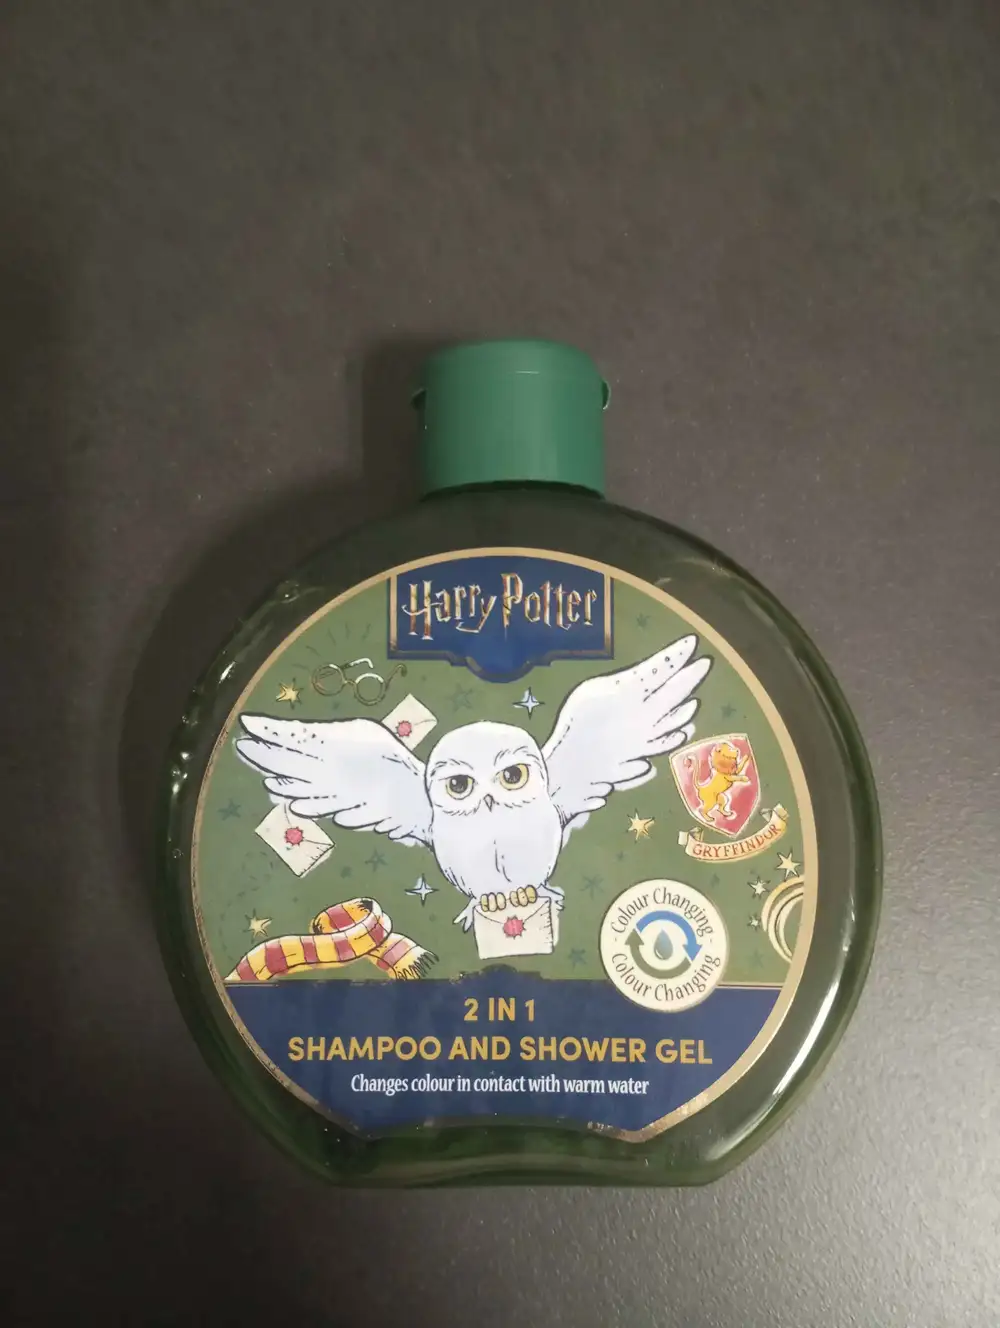 Harry Potter
GRYFFINDOR
Colour Changing
Colour Changing
2 IN 1
SHAMPOO AND SHOWER GEL
Changes colour in contact with warm water